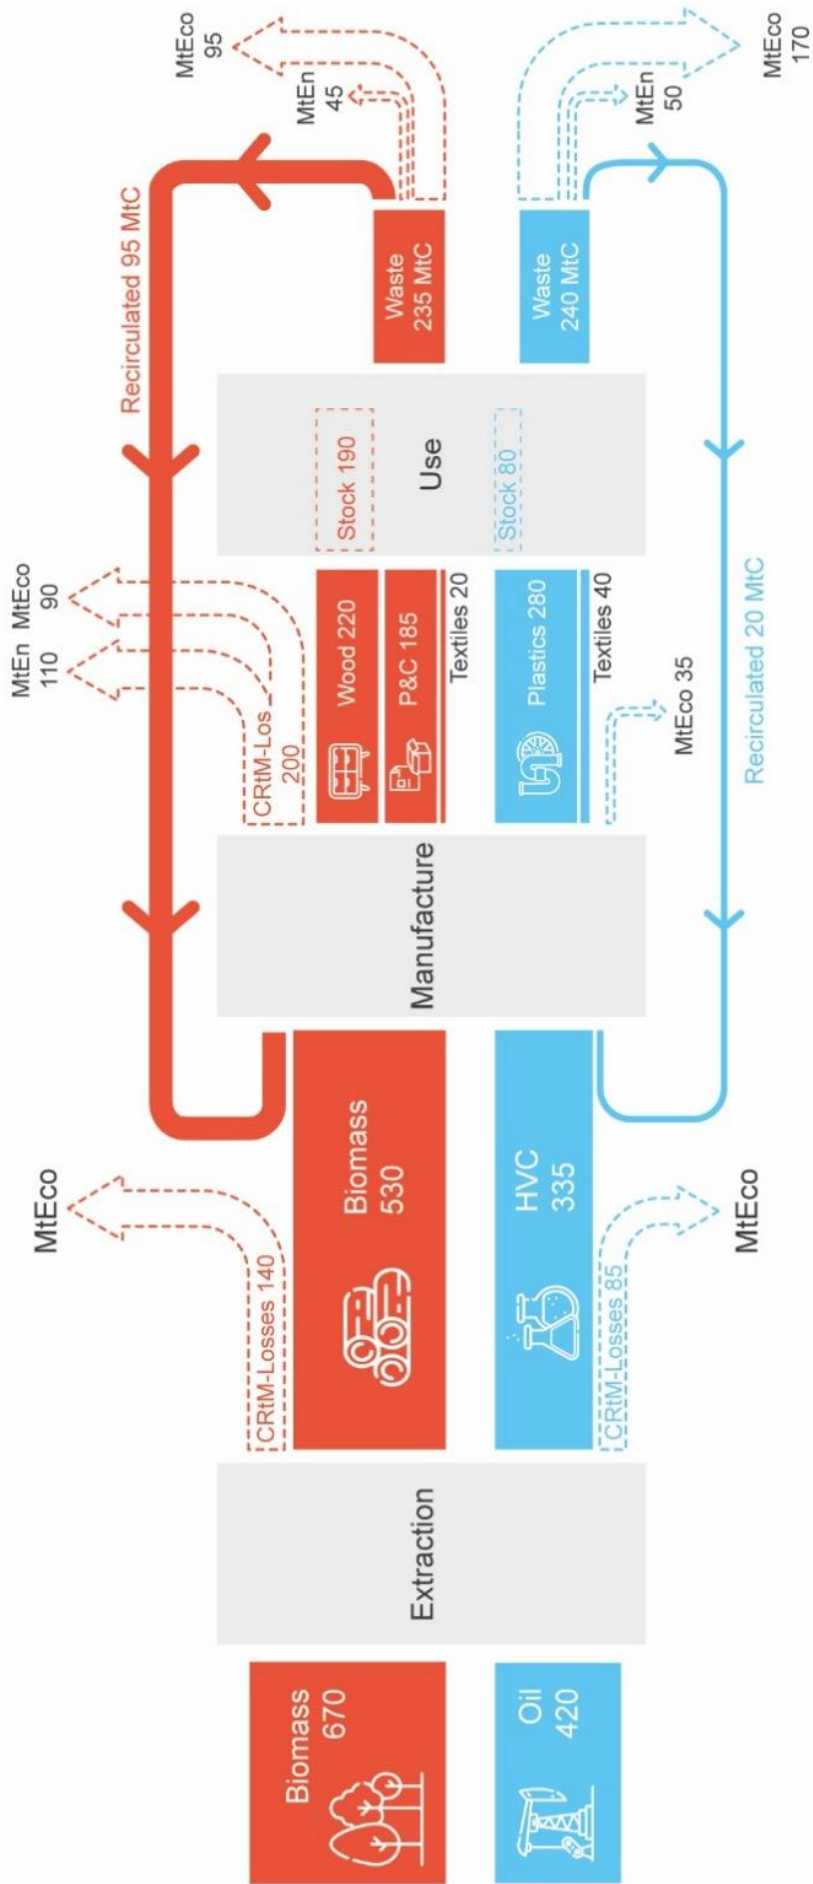 Biomass
670
Oil
420
Extraction
MtEco
CRtM-Losses 140
Biomass
530
HVC
335
CRtM-Losses 85
MtEco
Manufacture
MtEn
110
MtEco
90
CRtM-Los
200
Wood 220
P&C 185
Textiles 20
Plastics 280
Textiles 40
MtEco 35
Use
Stock 190
Stock 80
Recirculated 95 MtC
Waste
235 MtC
MtEn
45
MtEco
95
Waste
240 MtC
MtEn
50
MtEco
170
Recirculated 20 MtC